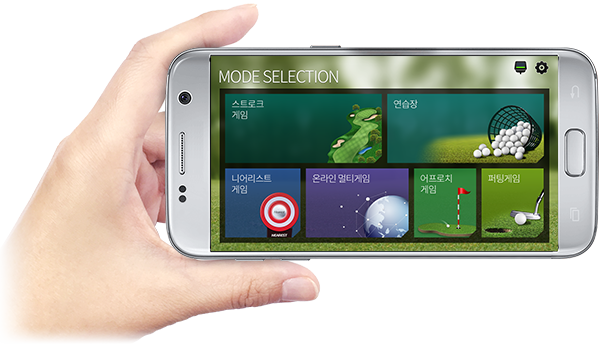 MODE SELECTION
스트로크
게임
연습장
니어리스트
게임
NEAREST
온라인 멀티게임
어프로치
게임
퍼팅게임